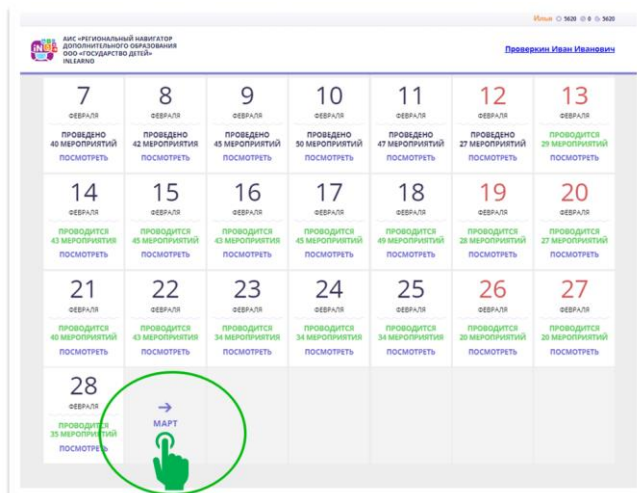 Илья 5620 0 5620
АИС «РЕГИОНАЛЬНЫЙ НАВИГАТОР
ДОПОЛНИТЕЛЬНОГО ОБРАЗОВАНИЯ
ООО «ГОСУДАРСТВО ДЕТЕЙ»
INLEARNO
Проверкин Иван Иванович
7 8 9 10 11 12 13
ФЕВРАЛЯ ФЕВРАЛЯ ФЕВРАЛЯ ФЕВРАЛЯ ФЕВРАЛЯ ФЕВРАЛЯ ФЕВРАЛЯ
ПРОВЕДЕНО ПРОВЕДЕНО ПРОВЕДЕНО ПРОВЕДЕНО ПРОВЕДЕНО ПРОВЕДЕНО ПРОВОДИТСЯ
40 МЕРОПРИЯТИЙ 42 МЕРОПРИЯТИЯ 45 МЕРОПРИЯТИЙ 50 МЕРОПРИЯТИЙ 47 МЕРОПРИЯТИЙ 27 МЕРОПРИЯТИЙ 29 МЕРОПРИЯТИЙ
ПОСМОТРЕТЬ ПОСМОТРЕТЬ ПОСМОТРЕТЬ ПОСМОТРЕТЬ ПОСМОТРЕТЬ ПОСМОТРЕТЬ ПОСМОТРЕТЬ
14 15 16 17 18 19 20
ФЕВРАЛЯ ФЕВРАЛЯ ФЕВРАЛЯ ФЕВРАЛЯ ФЕВРАЛЯ ФЕВРАЛЯ ФЕВРАЛЯ
ПРОВОДИТСЯ ПРОВОДИТСЯ ПРОВОДИТСЯ ПРОВОДИТСЯ ПРОВОДИТСЯ ПРОВОДИТСЯ ПРОВОДИТСЯ
43 МЕРОПРИЯТИЯ 45 МЕРОПРИЯТИЙ 43 МЕРОПРИЯТИЯ 45 МЕРОПРИЯТИЙ 49 МЕРОПРИЯТИЙ 28 МЕРОПРИЯТИЙ 27 МЕРОПРИЯТИЙ
ПОСМОТРЕТЬ ПОСМОТРЕТЬ ПОСМОТРЕТЬ ПОСМОТРЕТЬ ПОСМОТРЕТЬ ПОСМОТРЕТЬ ПОСМОТРЕТЬ
21 22 23 24 25 26 27
ФЕВРАЛЯ ФЕВРАЛЯ ФЕВРАЛЯ ФЕВРАЛЯ ФЕВРАЛЯ ФЕВРАЛЯ ФЕВРАЛЯ
ПРОВОДИТСЯ ПРОВОДИТСЯ ПРОВОДИТСЯ ПРОВОДИТСЯ ПРОВОДИТСЯ ПРОВОДИТСЯ ПРОВОДИТСЯ
40 МЕРОПРИЯТИЙ 43 МЕРОПРИЯТИЯ 34 МЕРОПРИЯТИЯ 34 МЕРОПРИЯТИЯ 34 МЕРОПРИЯТИЯ 20 МЕРОПРИЯТИЙ 20 МЕРОПРИЯТИЙ
ПОСМОТРЕТЬ ПОСМОТРЕТЬ ПОСМОТРЕТЬ ПОСМОТРЕТЬ ПОСМОТРЕТЬ ПОСМОТРЕТЬ ПОСМОТРЕТЬ
28
ФЕВРАЛЯ
ПРОВОДИТСЯ
35 МЕРОПРИЯТИЙ
ПОСМОТРЕТЬ
→
МАРТ